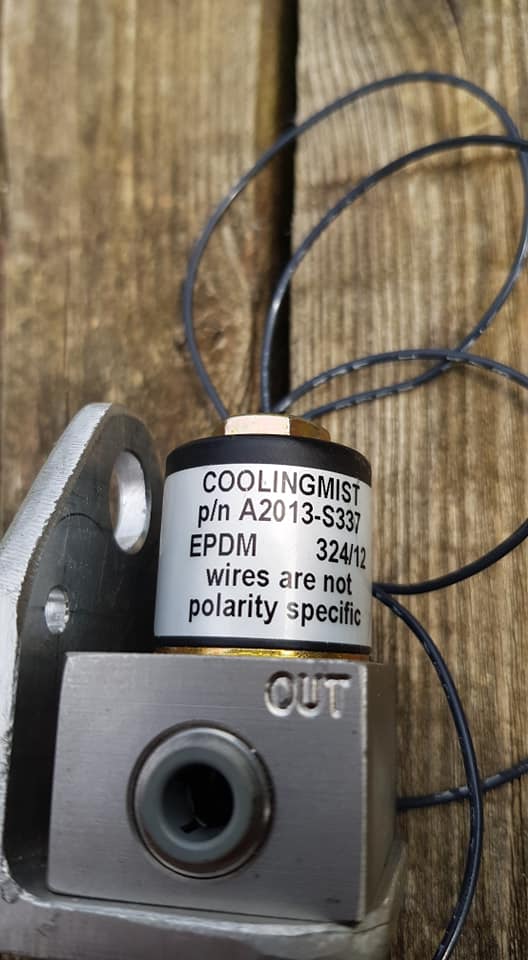 COOLINGMIST
p/n A2013-S337
EPDM 324/12
wires are not
polarity specific
OUT